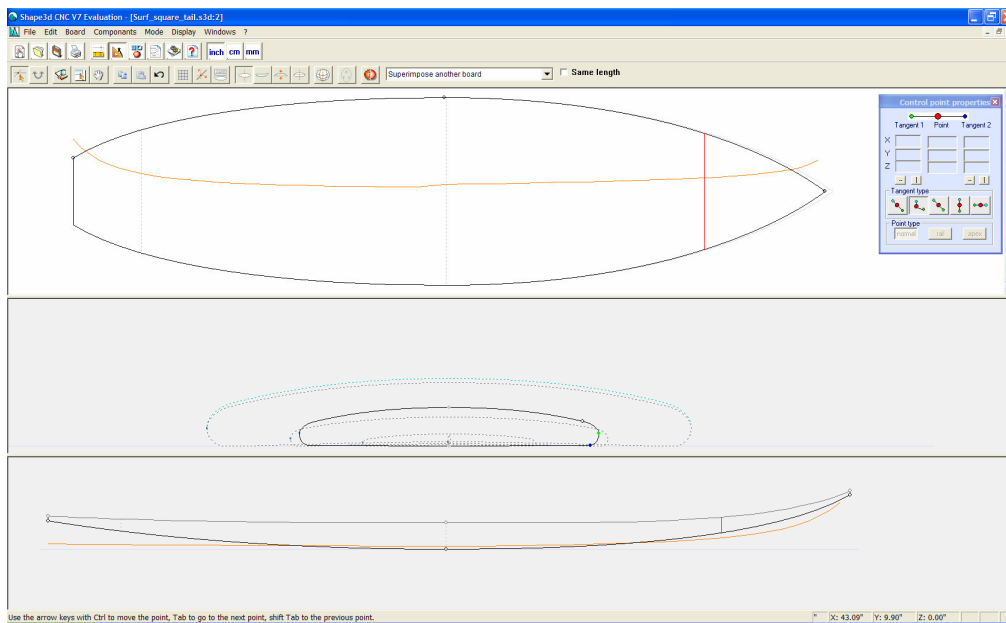 Shape3d CNC V7 Evaluation - [Surf_square_tail.s3d:2]
File Edit Board Componants Mode Display Windows ?
inch cm mm
Superimpose another board Same length
Control point properties
Tangent 1 Point Tangent 2
X
Y
Z
Tangent type
Point type
normal rail apex
Use the arrow keys with Ctrl to move the point, Tab to go to the next point, shift Tab to the previous point. " X: 43.09" Y: 9.90" Z: 0.00"